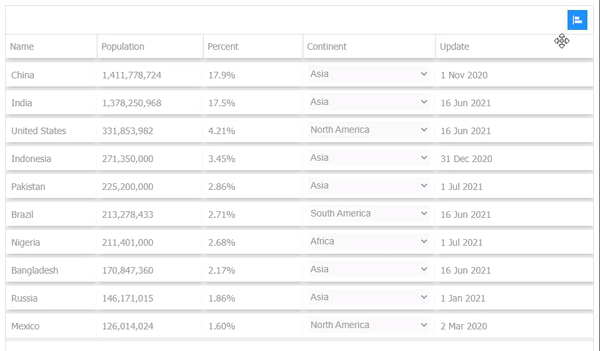 Name Population Percent Continent Update
China 1,411,778,724 17.9% Asia 1 Nov 2020
India 1,378,250,968 17.5% Asia 16 Jun 2021
United States 331,853,982 4.21% North America 16 Jun 2021
Indonesia 271,350,000 3.45% Asia 31 Dec 2020
Pakistan 225,200,000 2.86% Asia 1 Jul 2021
Brazil 213,278,433 2.71% South America 16 Jun 2021
Nigeria 211,401,000 2.68% Africa 1 Jul 2021
Bangladesh 170,847,360 2.17% Asia 16 Jun 2021
Russia 146,171,015 1.86% Asia 1 Jan 2021
Mexico 126,014,024 1.60% North America 2 Mar 2020